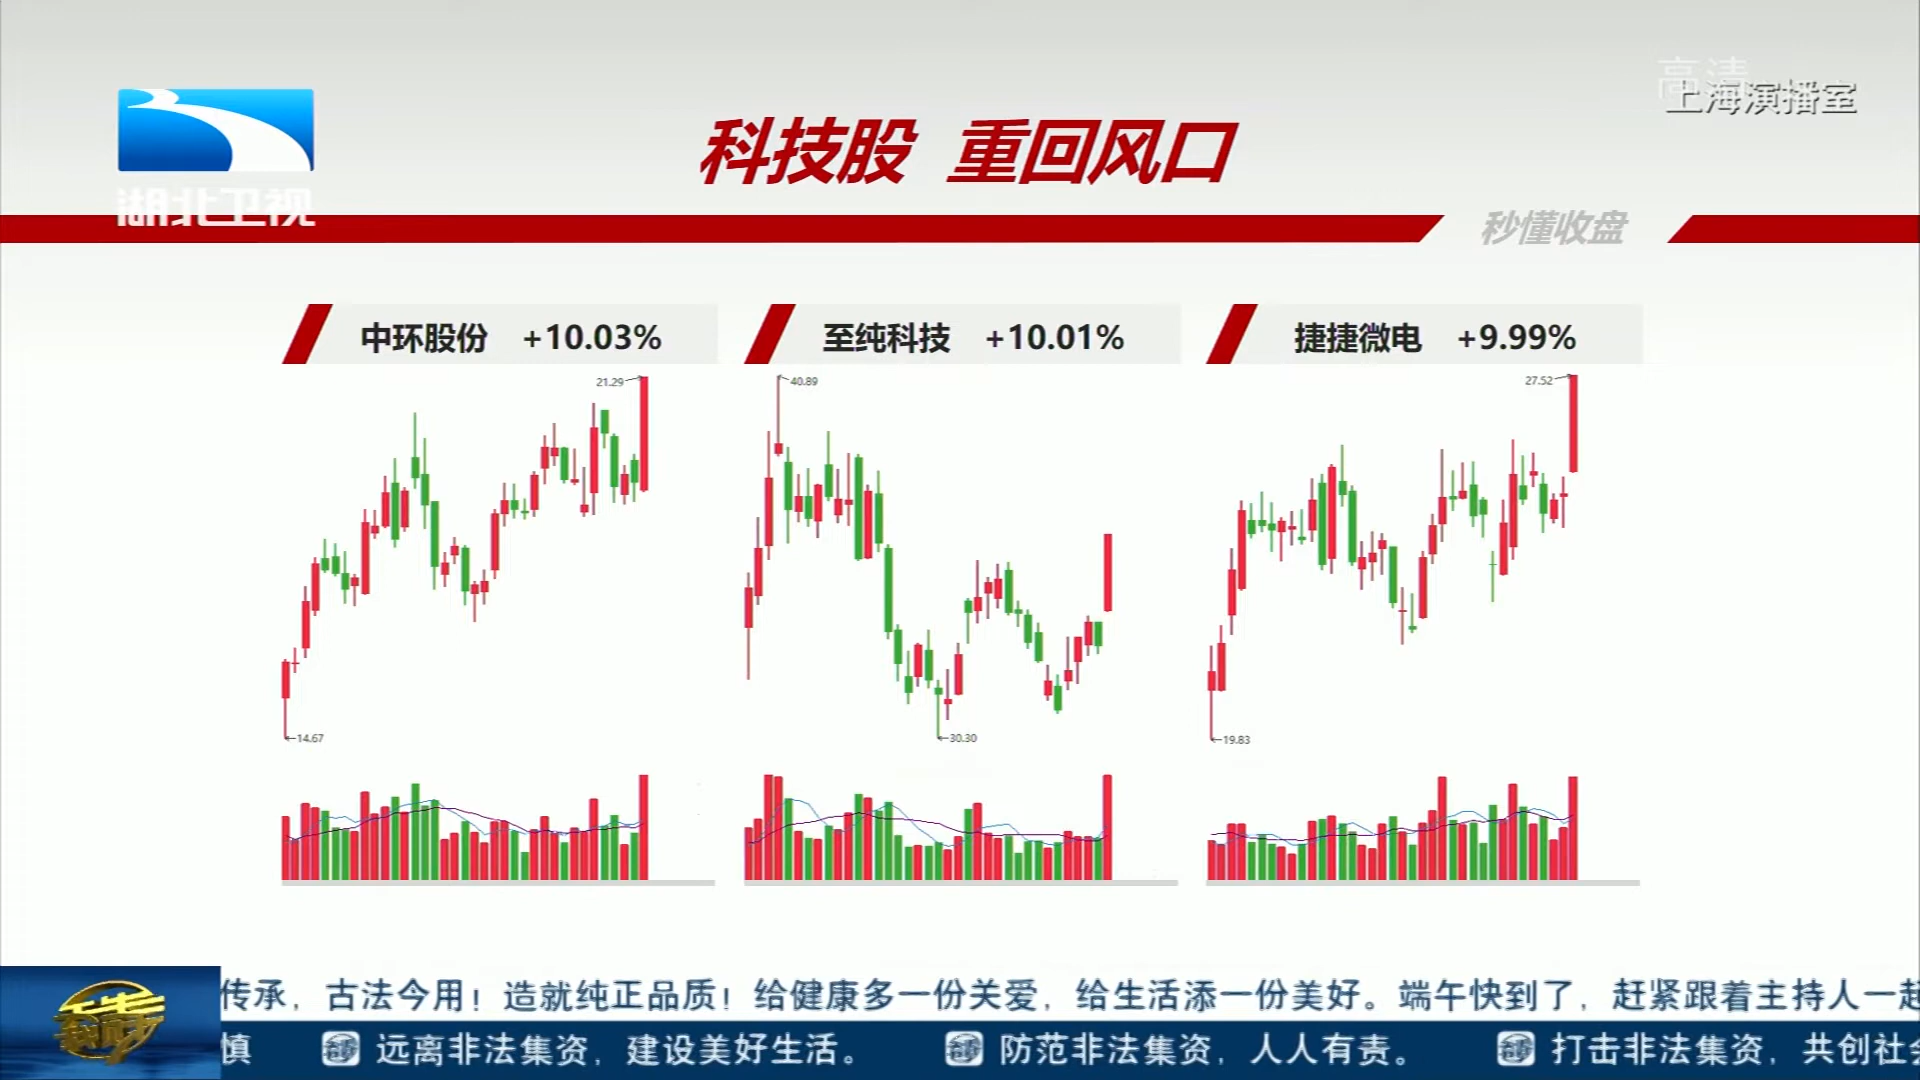 高清
上海演播室
湖北卫视
科技股 重回风口
秒懂收盘
中环股份 +10.03%
至纯科技 +10.01%
捷捷微电 +9.99%
21.29
40.89
27.52
14.67
30.30
19.83
传承，古法今用！造就纯正品质！给健康多一份关爱，给生活添一份美好。端午快到了，赶紧跟着主持人一起
慎 远离非法集资，建设美好生活。 防范非法集资，人人有责。 打击非法集资，共创社会